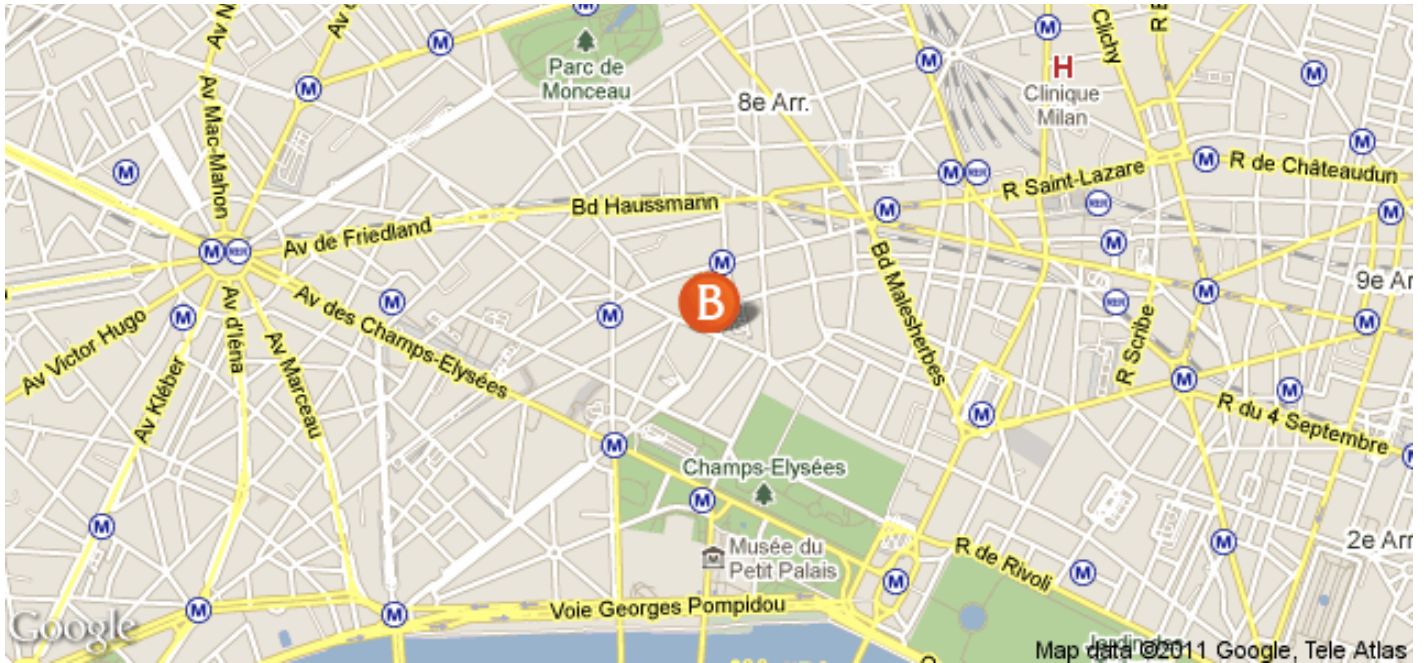 Parc de
Monceau
8e Arr.
H
Clinique
Milan
Clichy
Av Mac-Mahon
R de Châteaudun
R Saint-Lazare
Bd Haussmann
Av de Friedland
M
RER
B
Bd Malesherbes
9e Ar
Av des Champs-Elysées
Av Victor Hugo
Av d'Iéna
Av Kléber
Av Marceau
R Scribe
R du 4 Septembre
Champs-Elysées
Musée du
Petit Palais
R de Rivoli
2e Arr
Voie Georges Pompidou
Google
Map data ©2011 Google, Tele Atlas